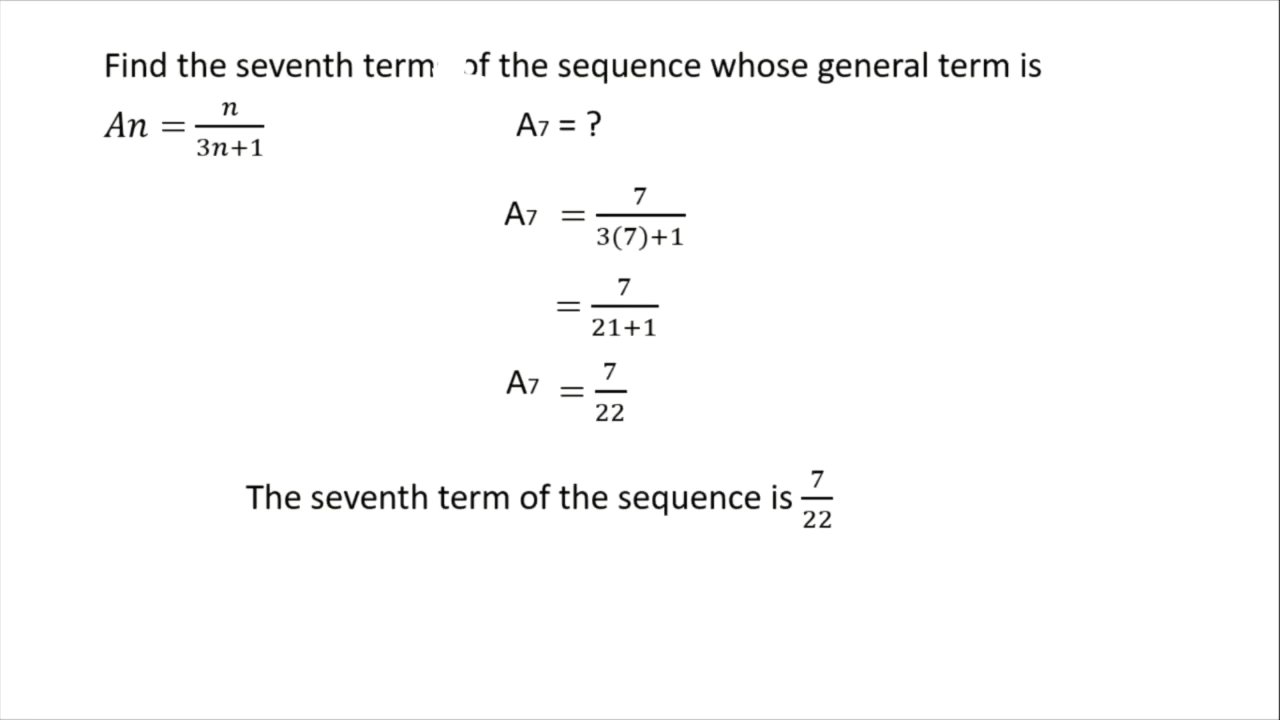 Find the seventh term of the sequence whose general term is
An = n/(3n+1) A7 = ?
A7 = 7/(3(7)+1)
= 7/(21+1)
A7 = 7/22
The seventh term of the sequence is 7/22